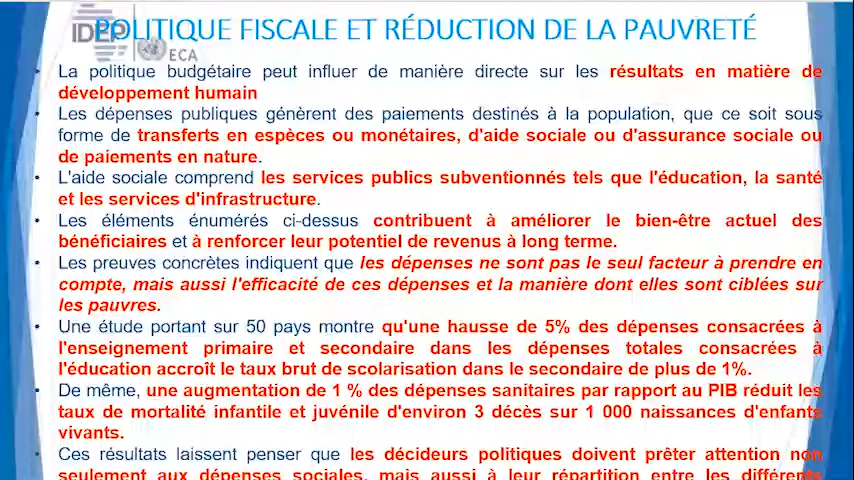 POLITIQUE FISCALE ET RÉDUCTION DE LA PAUVRETÉ
IDEP
ECA
• La politique budgétaire peut influer de manière directe sur les résultats en matière de
développement humain
• Les dépenses publiques génèrent des paiements destinés à la population, que ce soit sous
forme de transferts en espèces ou monétaires, d'aide sociale ou d'assurance sociale ou
de paiements en nature.
• L'aide sociale comprend les services publics subventionnés tels que l'éducation, la santé
et les services d'infrastructure.
• Les éléments énumérés ci-dessus contribuent à améliorer le bien-être actuel des
bénéficiaires et à renforcer leur potentiel de revenus à long terme.
• Les preuves concrètes indiquent que les dépenses ne sont pas le seul facteur à prendre en
compte, mais aussi l'efficacité de ces dépenses et la manière dont elles sont ciblées sur
les pauvres.
• Une étude portant sur 50 pays montre qu'une hausse de 5% des dépenses consacrées à
l'enseignement primaire et secondaire dans les dépenses totales consacrées à
l'éducation accroît le taux brut de scolarisation dans le secondaire de plus de 1%.
• De même, une augmentation de 1 % des dépenses sanitaires par rapport au PIB réduit les
taux de mortalité infantile et juvénile d'environ 3 décès sur 1 000 naissances d'enfants
vivants.
• Ces résultats laissent penser que les décideurs politiques doivent prêter attention non
seulement aux dépenses sociales, mais aussi à leur répartition entre les différents